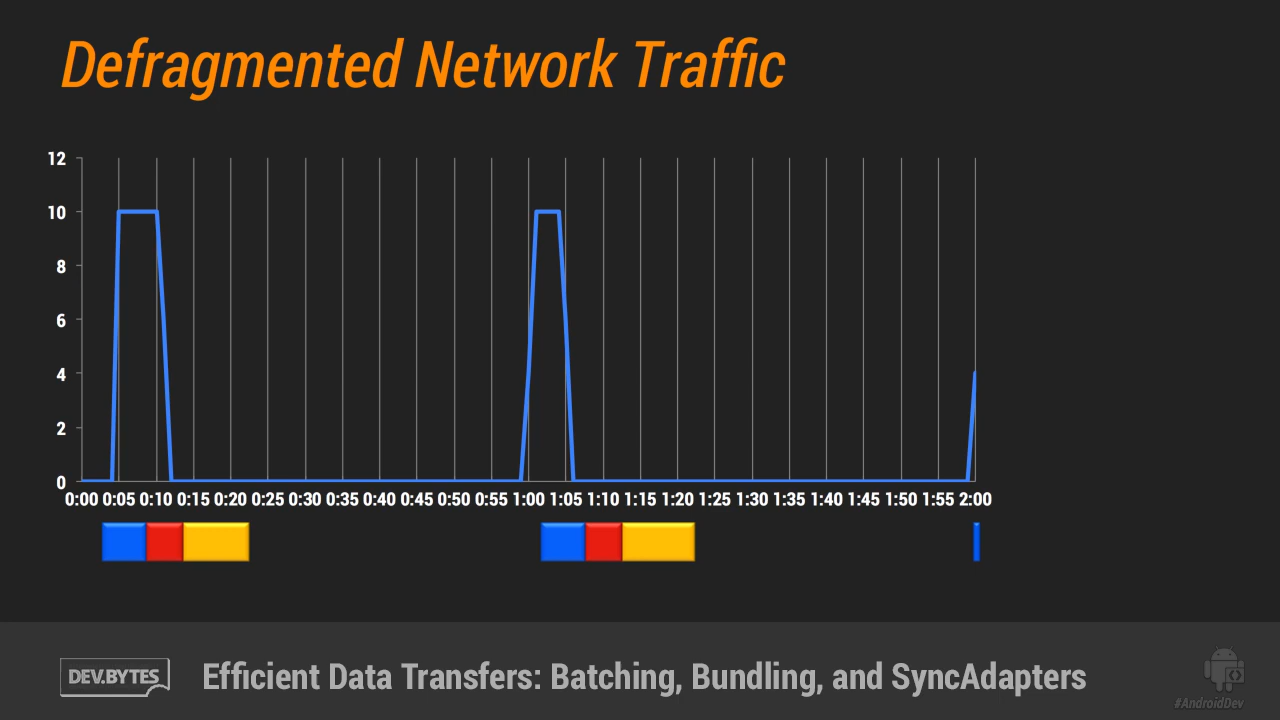 Defragmented Network Traffic
12
10
8
6
4
2
0
0:00 0:05 0:10 0:15 0:20 0:25 0:30 0:35 0:40 0:45 0:50 0:55 1:00 1:05 1:10 1:15 1:20 1:25 1:30 1:35 1:40 1:45 1:50 1:55 2:00
DEV.BYTES
Efficient Data Transfers: Batching, Bundling, and SyncAdapters
#AndroidDev